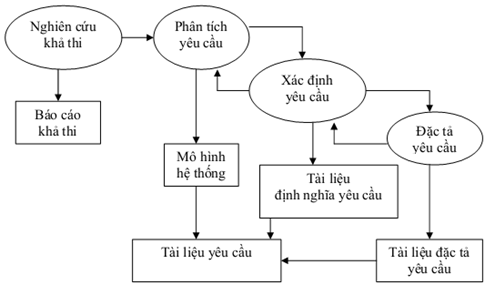 Nghiên cứu
khả thi
Phân tích
yêu cầu
Xác định
yêu cầu
Báo cáo
khả thi
Đặc tả
yêu cầu
Mô hình
hệ thống
Tài liệu
định nghĩa yêu cầu
Tài liệu yêu cầu
Tài liệu đặc tả
yêu cầu